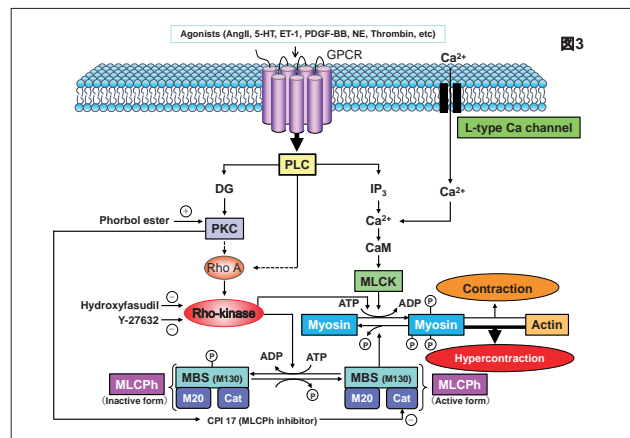 Agonists (AngII, 5-HT, ET-1, PDGF-BB, NE, Thrombin, etc)
図3
GPCR
Ca²⁺
L-type Ca channel
PLC
DG
IP₃
Ca²⁺
Phorbol ester
+
PKC
Ca²⁺
CaM
Rho A
MLCK
Contraction
Hydroxyfasudil
−
Y-27632
−
Rho-kinase
ATP
ADP
P
Myosin
Myosin
Actin
P
P
P
Hypercontraction
P
ADP
ATP
MLCPh
(Inactive form)
MBS (M130)
M20
Cat
P
MBS (M130)
M20
Cat
MLCPh
(Active form)
−
CPI 17 (MLCPh inhibitor)